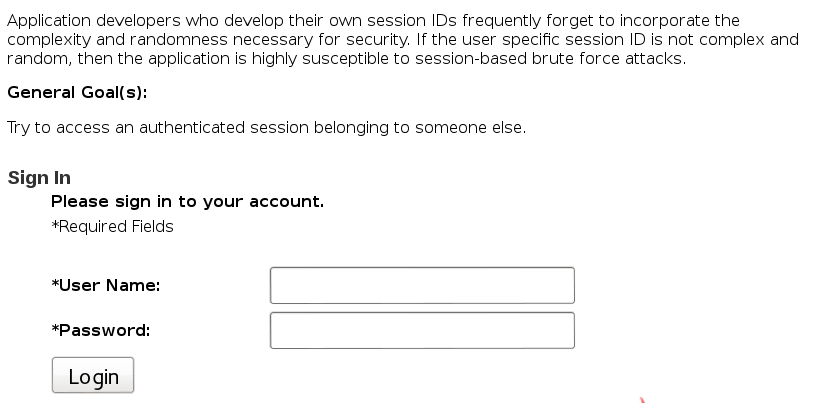 Application developers who develop their own session IDs frequently forget to incorporate the
complexity and randomness necessary for security. If the user specific session ID is not complex and
random, then the application is highly susceptible to session-based brute force attacks.
General Goal(s):
Try to access an authenticated session belonging to someone else.
Sign In
Please sign in to your account.
*Required Fields
*User Name:
*Password:
Login